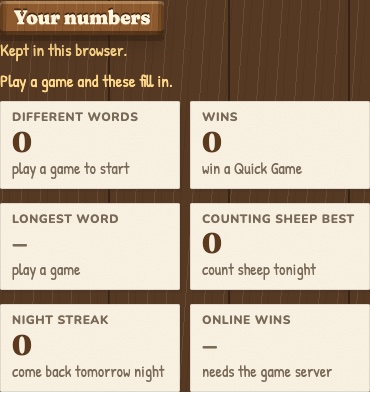 Your numbers
Kept in this browser.
Play a game and these fill in.
DIFFERENT WORDS
0
play a game to start
WINS
0
win a Quick Game
LONGEST WORD
–
play a game
COUNTING SHEEP BEST
0
count sheep tonight
NIGHT STREAK
0
come back tomorrow night
ONLINE WINS
–
needs the game server